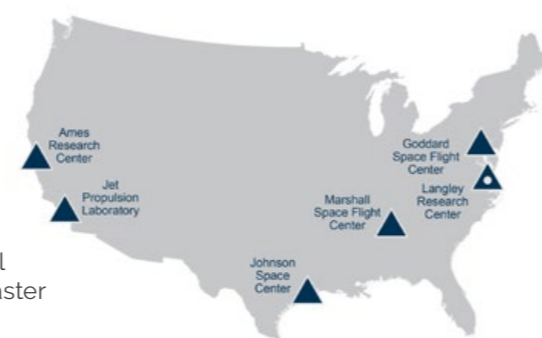 Ames
Research
Center
Jet
Propulsion
Laboratory
Goddard
Space Flight
Center
Langley
Research
Center
Marshall
Space Flight
Center
Johnson
Space
Center
aster